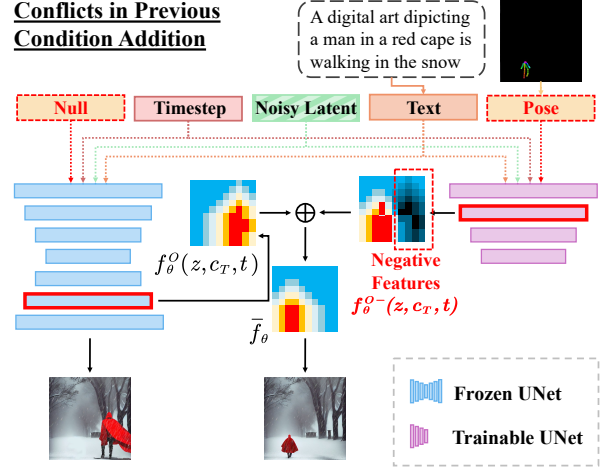 Conflicts in Previous
Condition Addition
A digital art dipicting
a man in a red cape is
walking in the snow
Null
Timestep
Noisy Latent
Text
Pose
f_θ^O(z, c_T, t)
Negative
Features
f_θ^{O-}(z, c_T, t)
f̅_θ
Frozen UNet
Trainable UNet